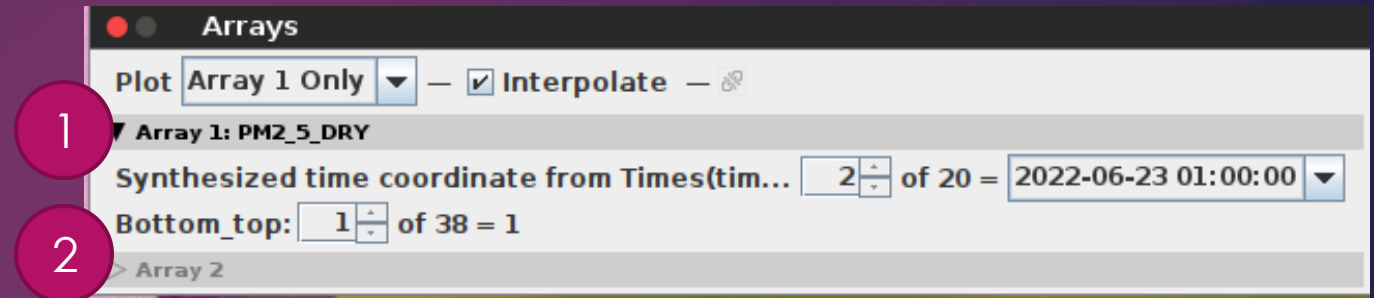 Arrays
Plot Array 1 Only — Interpolate —
1
Array 1: PM2_5_DRY
Synthesized time coordinate from Times(tim... 2 of 20 = 2022-06-23 01:00:00
Bottom_top: 1 of 38 = 1
2
Array 2